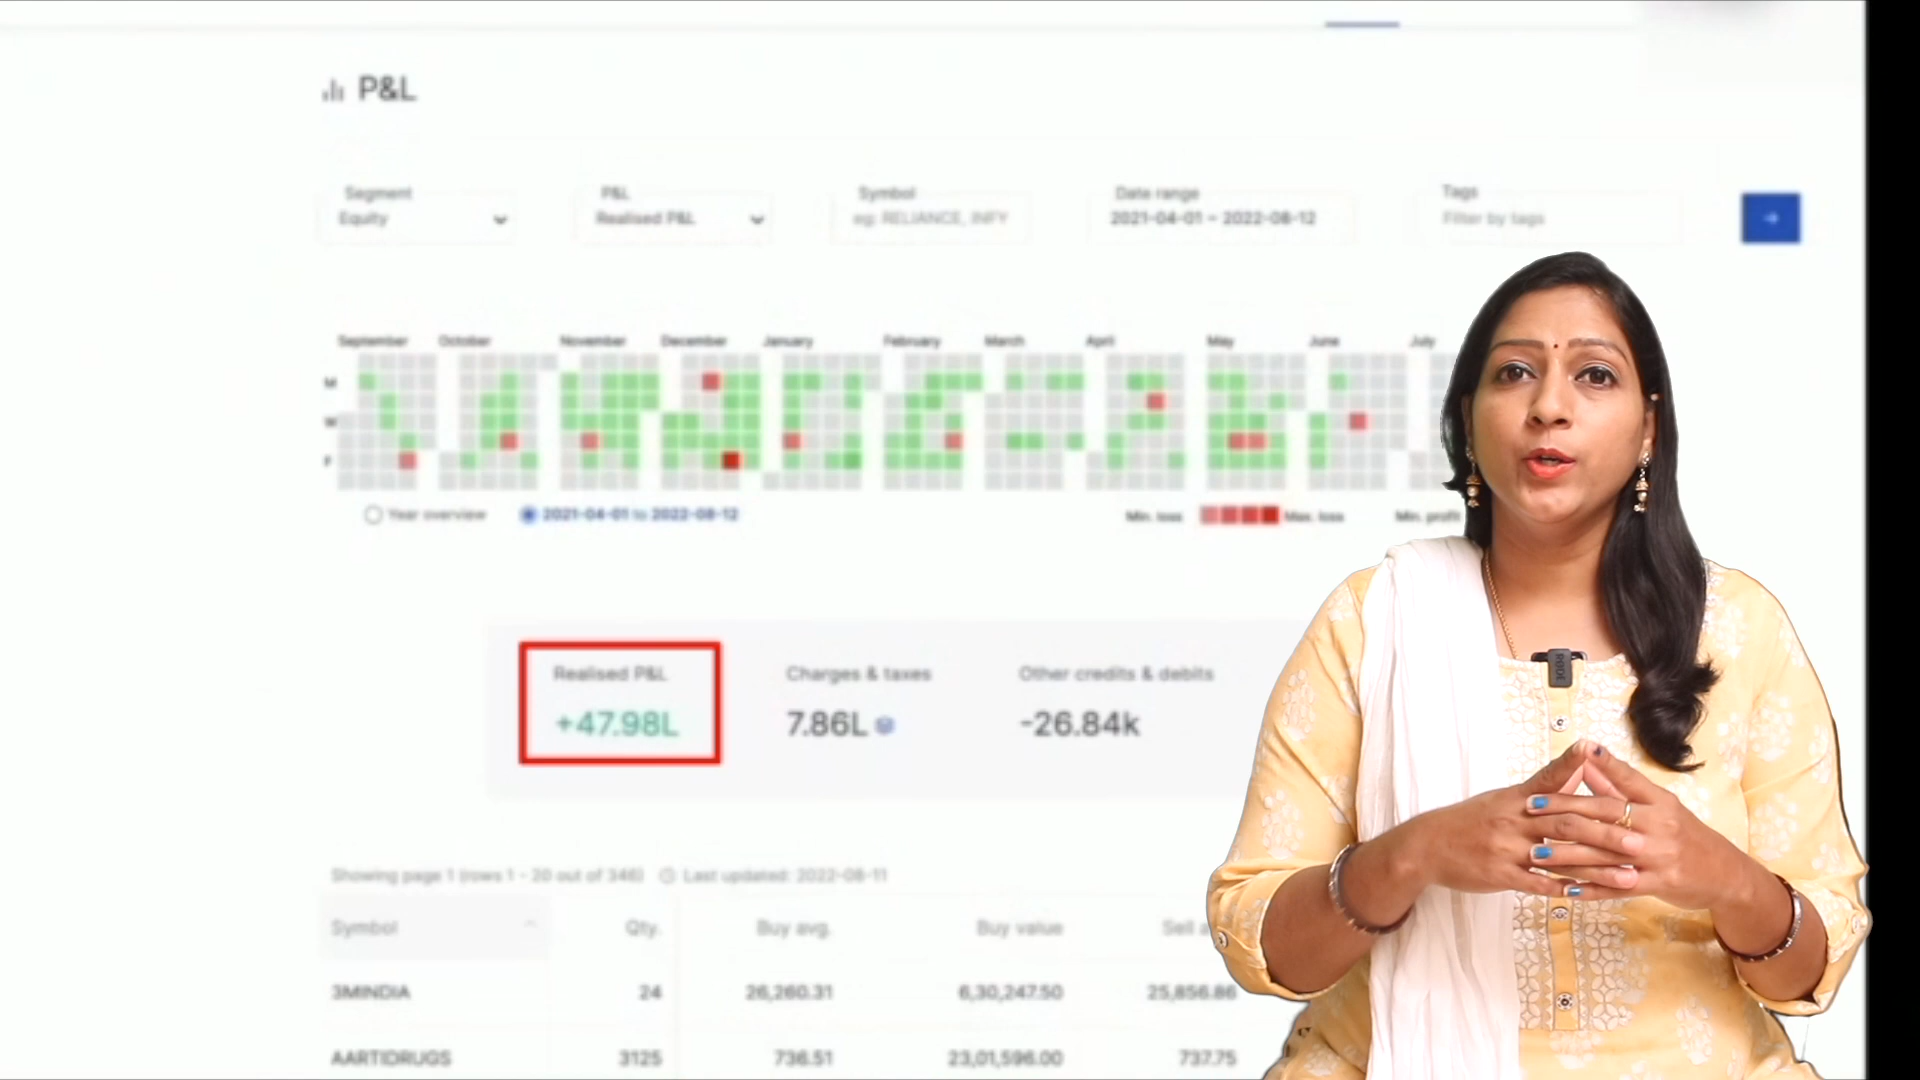 P&L
Segment P&L Symbol Date range Tags
Equity Realised P&L eg: RELIANCE, INFY 2021-04-01 ~ 2022-08-12 Filter by tags
September October November December January February March April May June July
M
W
F
Year overview 2021-04-01 to 2022-08-12 Min. loss Max. loss Min. profit
Realised P&L Charges & taxes Other credits & debits
+47.98L 7.86L -26.84k
Showing page 1 (rows 1 - 20 out of 346) Last updated: 2022-08-11
Symbol Qty. Buy avg. Buy value Sell
3MINDIA 24 26,260.31 6,30,247.50 25,856.86
AARTIDRUGS 3125 736.51 23,01,596.00 737.75
RODE